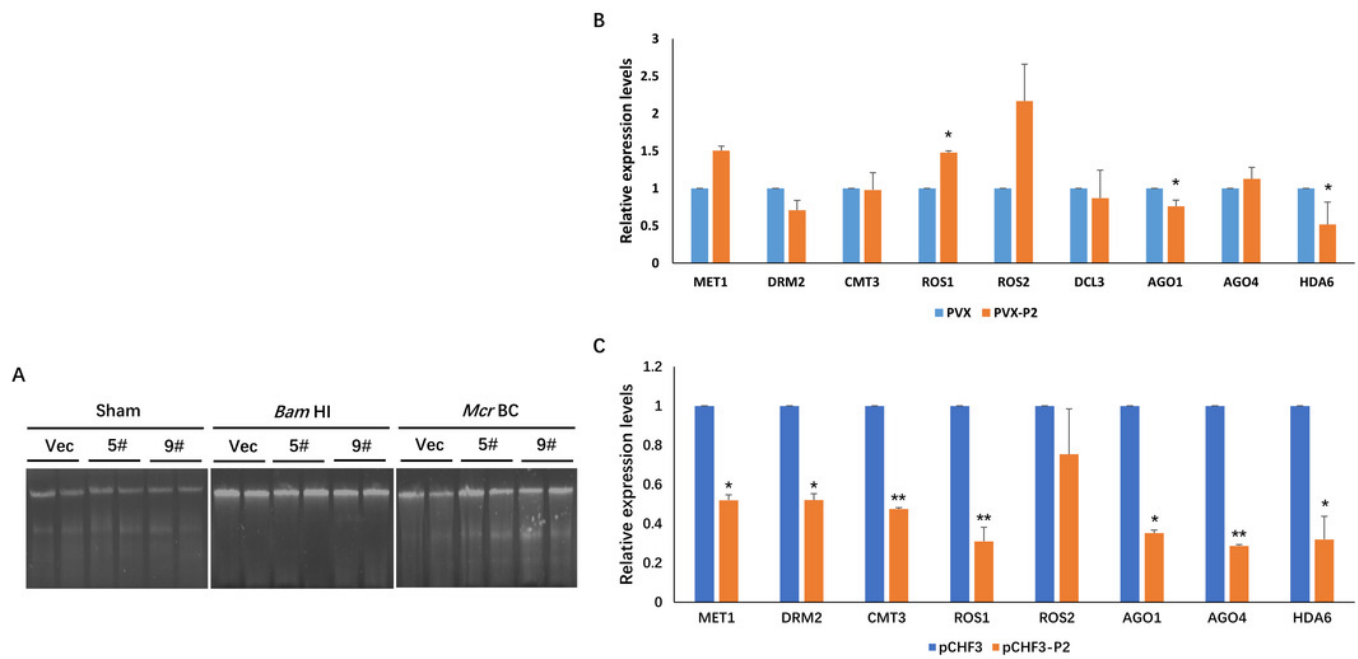 B
Relative expression levels
3
2.5
2
1.5
1
0.5
0
* * *
MET1 DRM2 CMT3 ROS1 ROS2 DCL3 AGO1 AGO4 HDA6
PVX PVX-P2
A
Sham Bam HI Mcr BC
Vec 5# 9# Vec 5# 9# Vec 5# 9#
C
Relative expression levels
1.2
1
0.8
0.6
0.4
0.2
0
* * ** ** * ** *
MET1 DRM2 CMT3 ROS1 ROS2 AGO1 AGO4 HDA6
pCHF3 pCHF3-P2